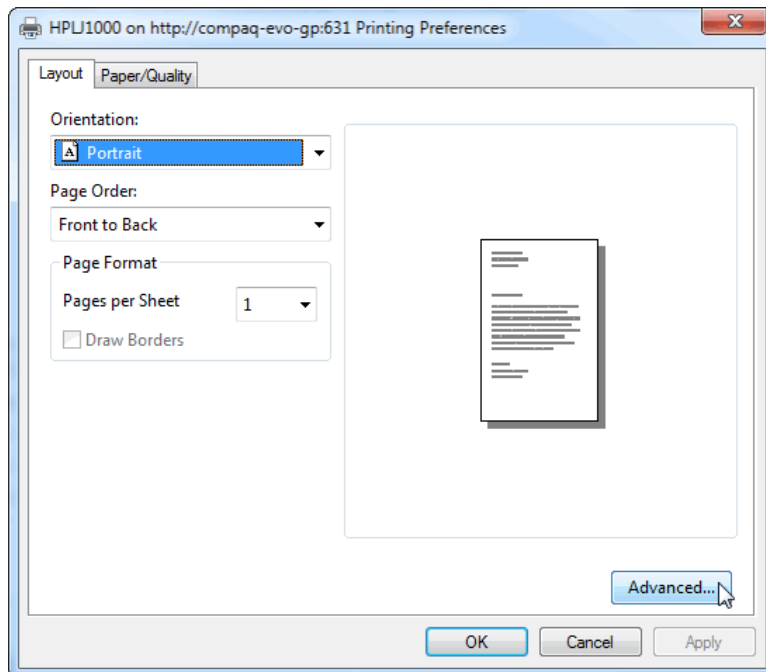 HPLJ1000 on http://compaq-evo-gp:631 Printing Preferences
Layout Paper/Quality
Orientation:
A Portrait
Page Order:
Front to Back
Page Format
Pages per Sheet 1
Draw Borders
Advanced...
OK Cancel Apply